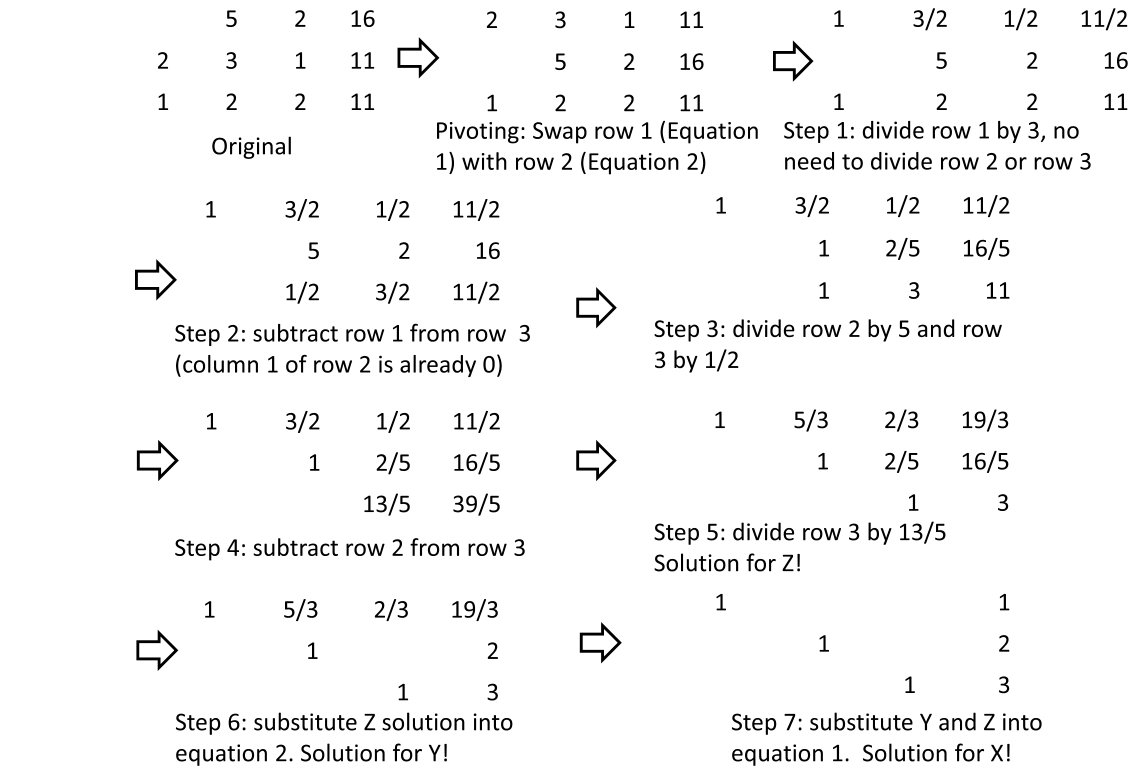 5 2 16
2 3 1 11
1 2 2 11
Original
2 3 1 11
5 2 16
1 2 2 11
Pivoting: Swap row 1 (Equation
1) with row 2 (Equation 2)
1 3/2 1/2 11/2
5 2 16
1 2 2 11
Step 1: divide row 1 by 3, no
need to divide row 2 or row 3
1 3/2 1/2 11/2
5 2 16
1/2 3/2 11/2
Step 2: subtract row 1 from row 3
(column 1 of row 2 is already 0)
1 3/2 1/2 11/2
1 2/5 16/5
1 3 11
Step 3: divide row 2 by 5 and row
3 by 1/2
1 3/2 1/2 11/2
1 2/5 16/5
13/5 39/5
Step 4: subtract row 2 from row 3
1 5/3 2/3 19/3
1 2/5 16/5
1 3
Step 5: divide row 3 by 13/5
Solution for Z!
1 5/3 2/3 19/3
1 2
1 3
Step 6: substitute Z solution into
equation 2. Solution for Y!
1 1
1 2
1 3
Step 7: substitute Y and Z into
equation 1. Solution for X!